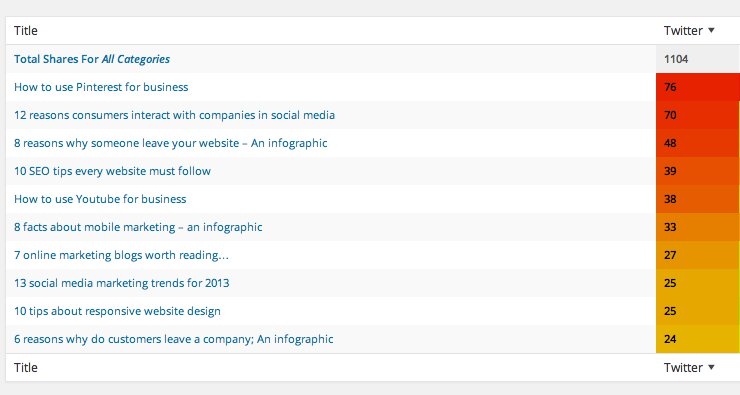 Title Twitter
Total Shares For All Categories 1104
How to use Pinterest for business 76
12 reasons consumers interact with companies in social media 70
8 reasons why someone leave your website – An infographic 48
10 SEO tips every website must follow 39
How to use Youtube for business 38
8 facts about mobile marketing – an infographic 33
7 online marketing blogs worth reading… 27
13 social media marketing trends for 2013 25
10 tips about responsive website design 25
6 reasons why do customers leave a company; An infographic 24
Title Twitter